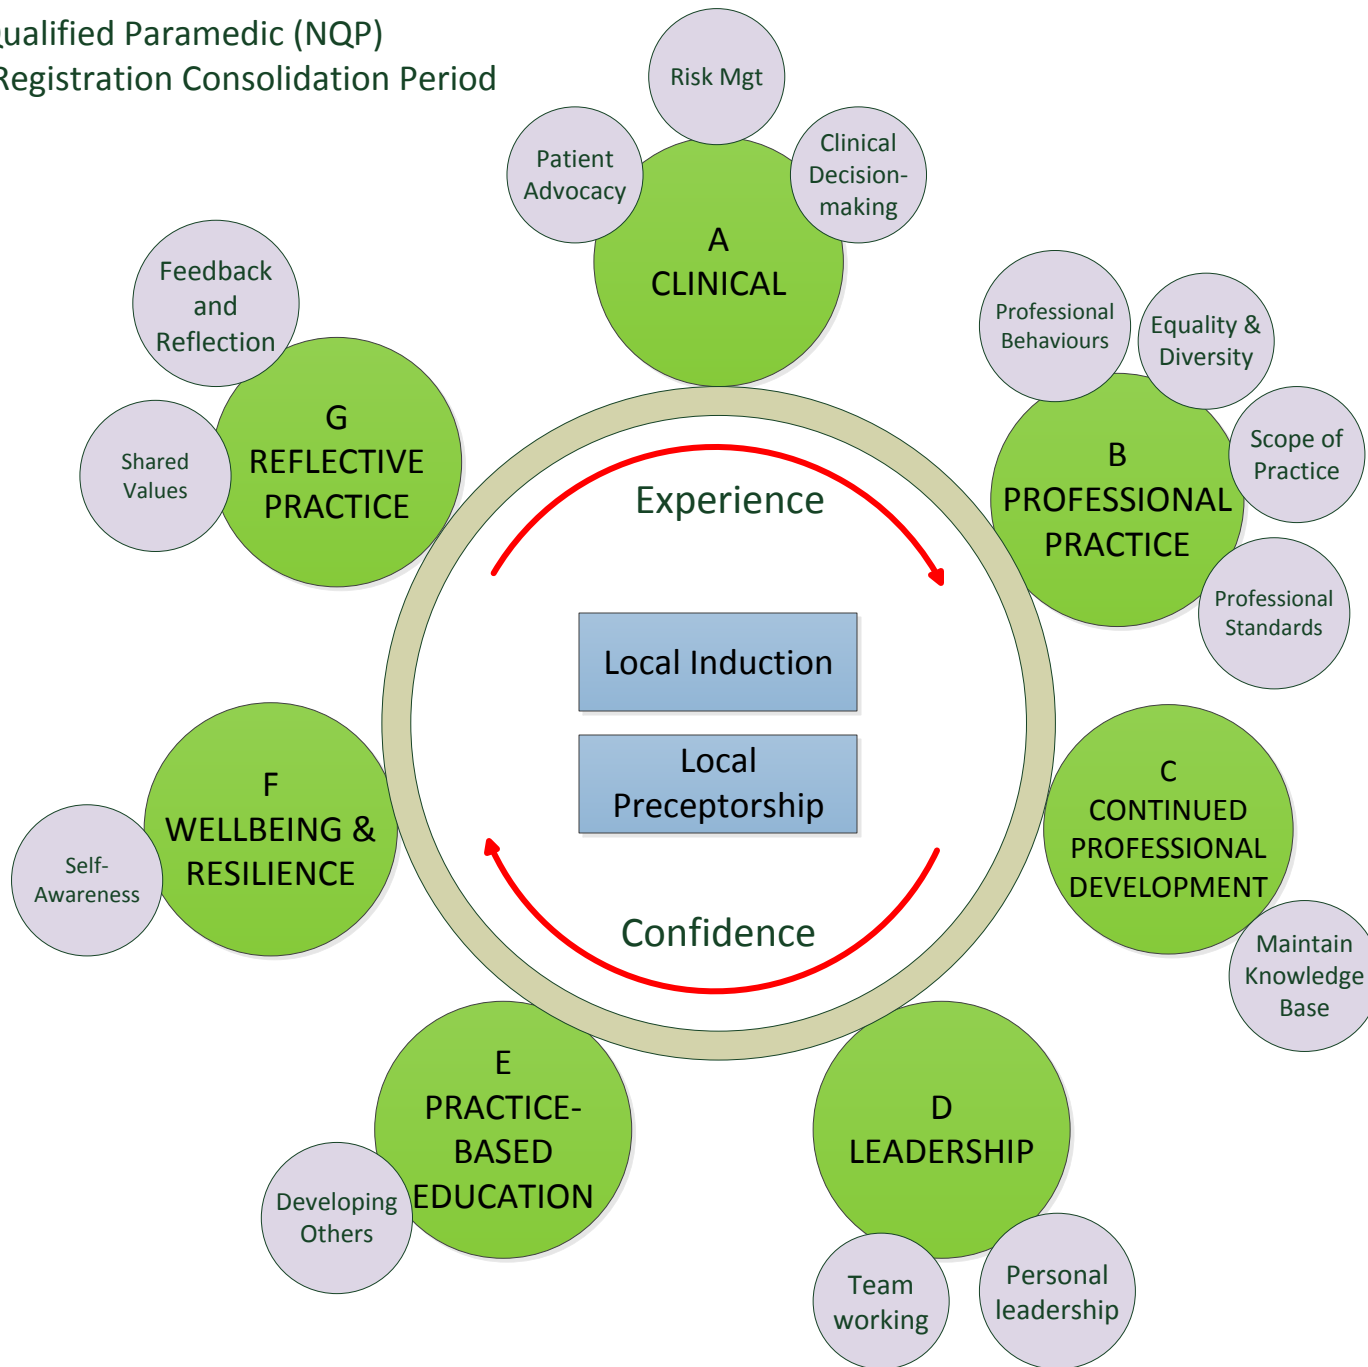 Qualified Paramedic (NQP)
Registration Consolidation Period
Risk Mgt
Patient
Advocacy
Clinical
Decision-
making
A
CLINICAL
Professional
Behaviours
Equality &
Diversity
Scope of
Practice
Professional
Standards
B
PROFESSIONAL
PRACTICE
C
CONTINUED
PROFESSIONAL
DEVELOPMENT
Maintain
Knowledge
Base
D
LEADERSHIP
Personal
leadership
Team
working
E
PRACTICE-
BASED
EDUCATION
Developing
Others
F
WELLBEING &
RESILIENCE
Self-
Awareness
G
REFLECTIVE
PRACTICE
Shared
Values
Feedback
and
Reflection
Experience
Local Induction
Local
Preceptorship
Confidence